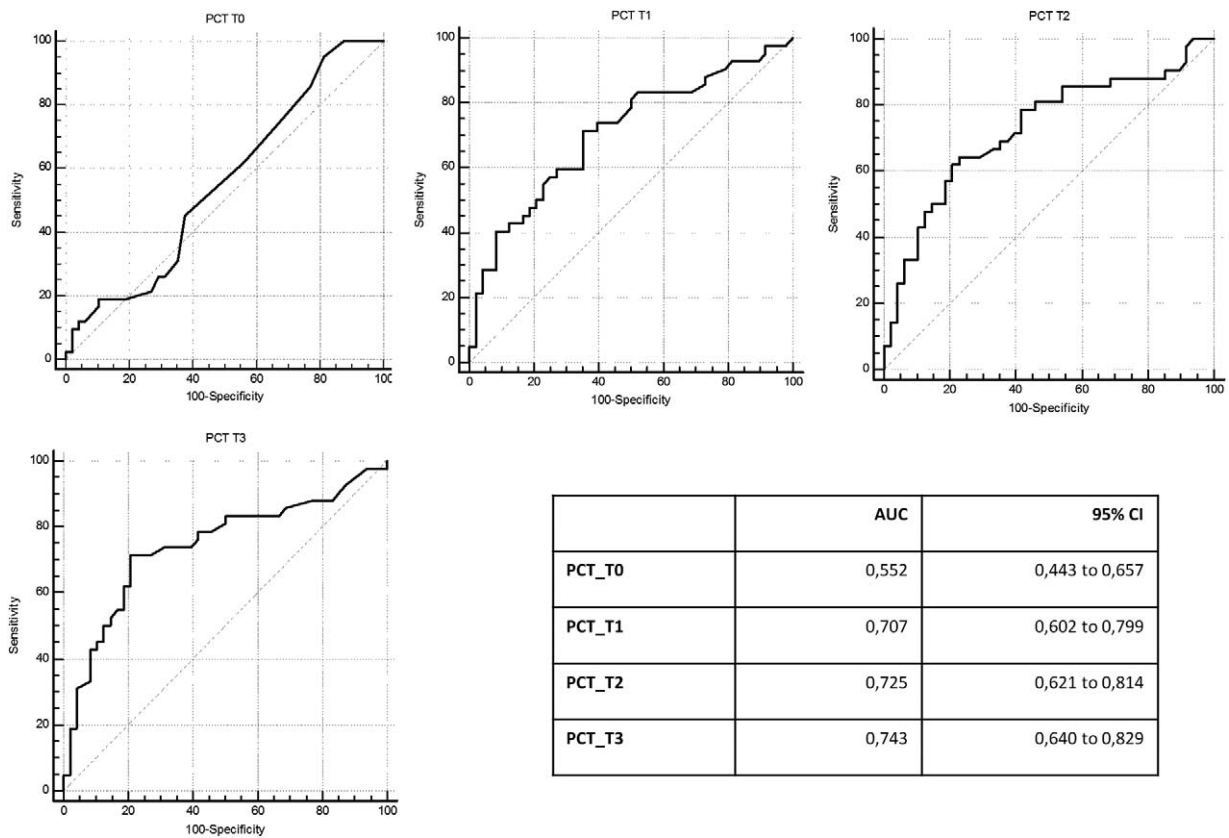 PCT T0
100
80
60
40
20
0
Sensitivity
0 20 40 60 80 100
100-Specificity
PCT T1
100
80
60
40
20
0
Sensitivity
0 20 40 60 80 100
100-Specificity
PCT T2
100
80
60
40
20
0
Sensitivity
0 20 40 60 80 100
100-Specificity
PCT T3
100
80
60
40
20
0
Sensitivity
0 20 40 60 80 100
100-Specificity
AUC 95% CI
PCT_T0 0,552 0,443 to 0,657
PCT_T1 0,707 0,602 to 0,799
PCT_T2 0,725 0,621 to 0,814
PCT_T3 0,743 0,640 to 0,829